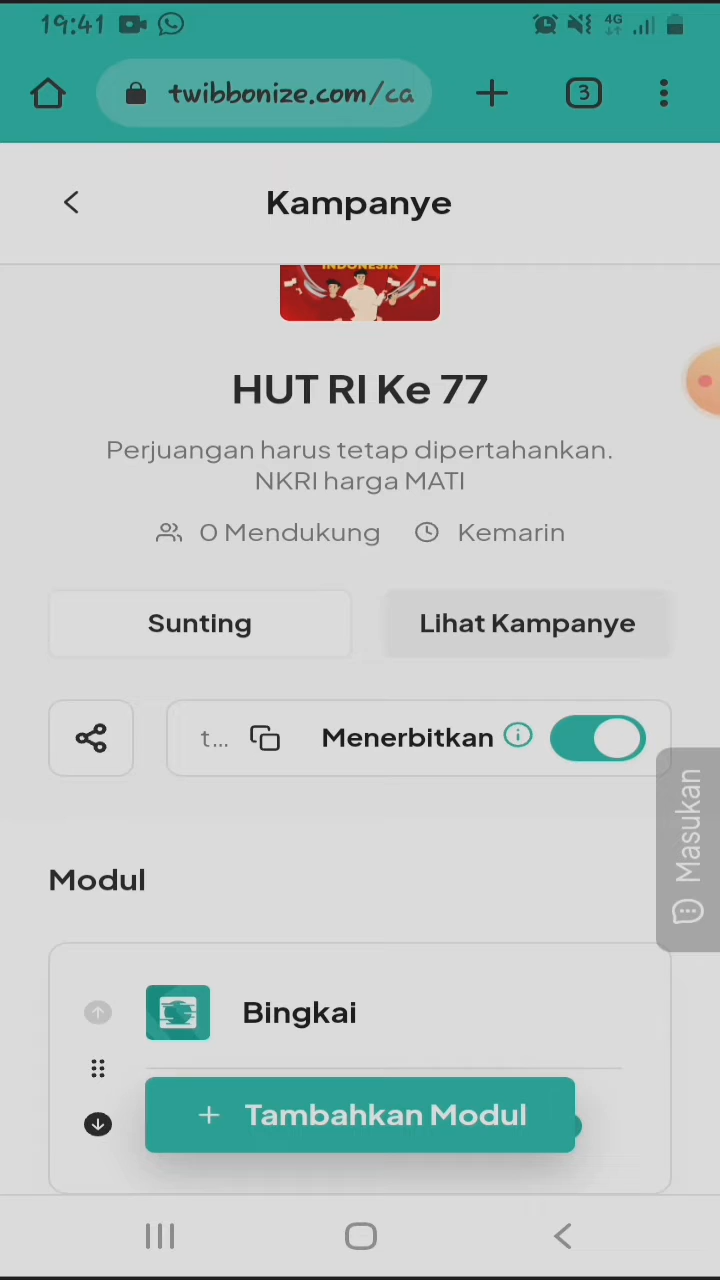 19:41
4G
twibbonize.com/ca
3
Kampanye
INDONESIA
HUT RI Ke 77
Perjuangan harus tetap dipertahankan.
NKRI harga MATI
0 Mendukung
Kemarin
Sunting
Lihat Kampanye
t...
Menerbitkan
Masukan
Modul
Bingkai
+ Tambahkan Modul